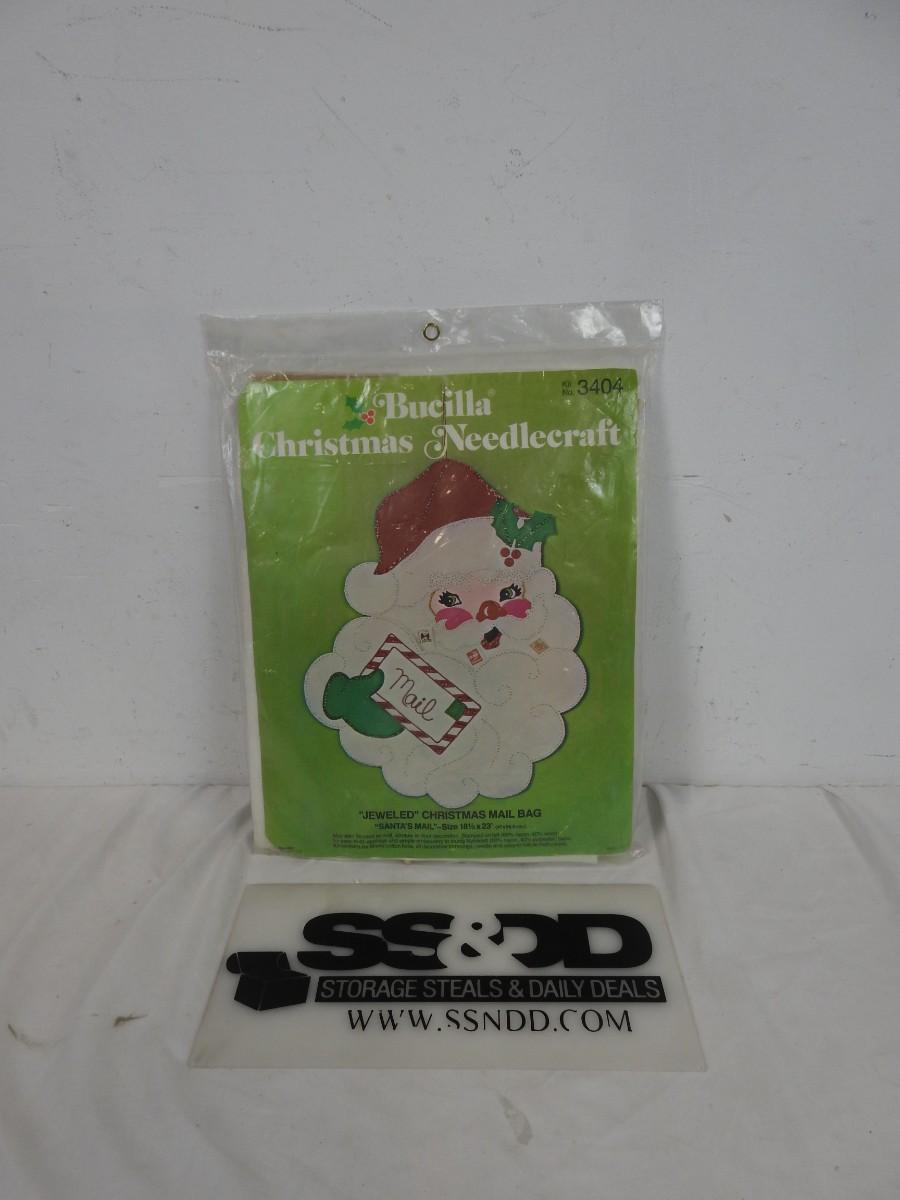 Kit No. 3404
Bucilla®
Christmas Needlecraft
Mail
"JEWELED" CHRISTMAS MAIL BAG
"SANTA'S MAIL"–Size 18½ x 23"
SS&DD
STORAGE STEALS & DAILY DEALS
WWW.SSNDD.COM